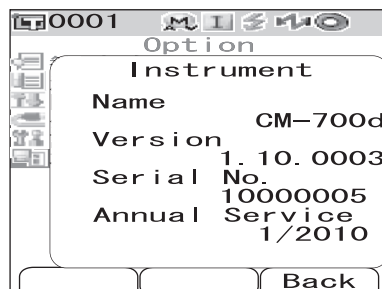 0001 M I
Option
Instrument
Name
CM-700d
Version
1.10.0003
Serial No.
10000005
Annual Service
1/2010
Back